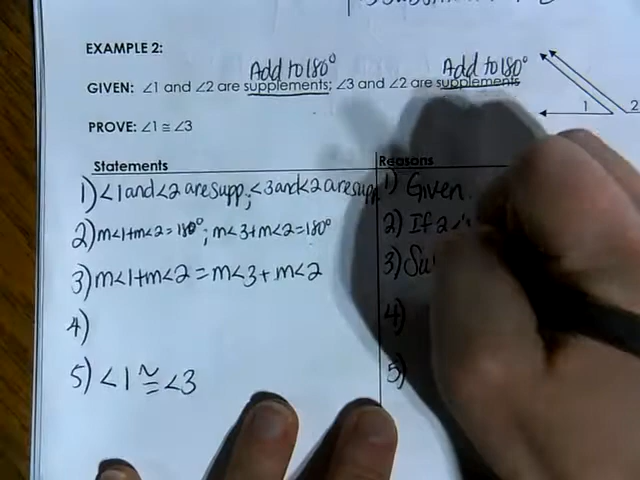 EXAMPLE 2:
Add to 180° Add to 180°
GIVEN: ∠1 and ∠2 are supplements; ∠3 and ∠2 are supplements
1 2
PROVE: ∠1 ≅ ∠3
Statements Reasons
1) <1 and <2 are supp; <3 and <2 are supp 1) Given
2) m<1+m<2=180°; m<3+m<2=180° 2) If 2
3) m<1+m<2=m<3+m<2 3)
4) 4)
5) <1≅<3 5)